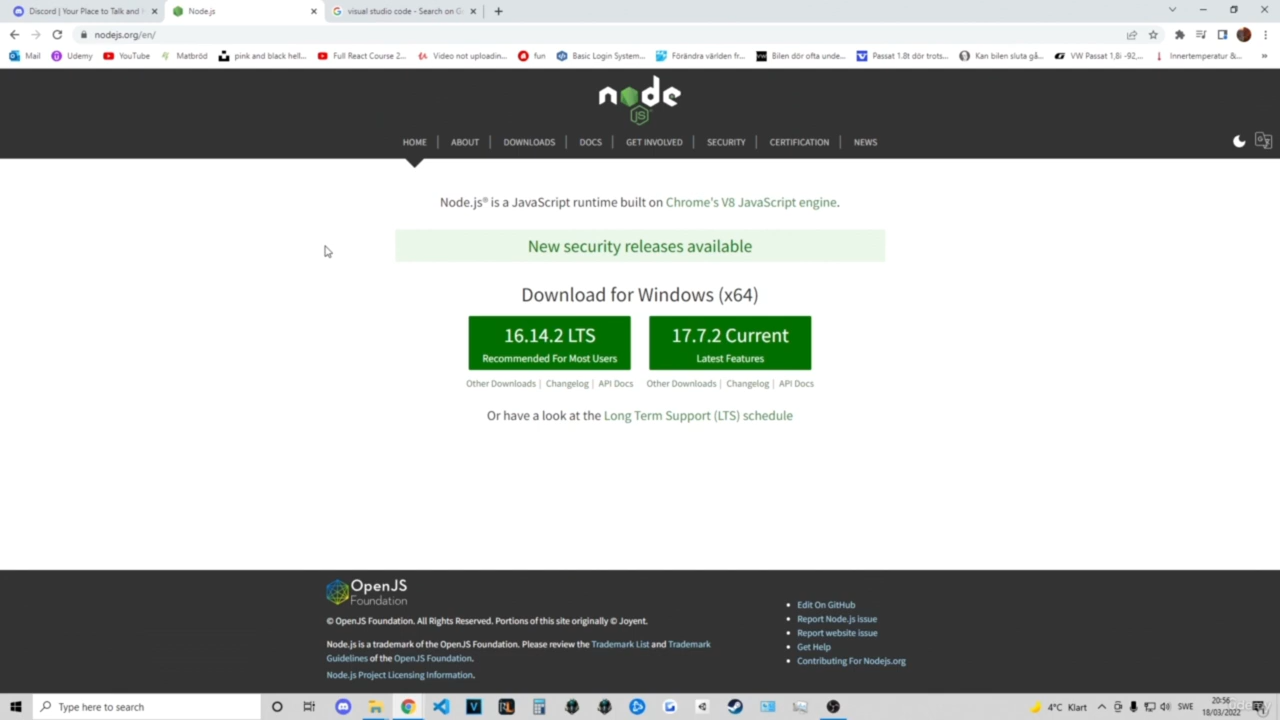 Discord | Your Place to Talk and
Node.js
visual studio code - Search on G
nodejs.org/en/
Mail
Udemy
YouTube
Matbröd
pink and black hell...
Full React Course 2...
Video not uploadin...
fun
Basic Login System...
Förändra världen fr...
Bilen dör ofta unde...
Passat 1.8t dör trots...
Kan bilen sluta gå...
VW Passat 1,8i -92,...
Innertemperatur &...
node
JS
HOME
ABOUT
DOWNLOADS
DOCS
GET INVOLVED
SECURITY
CERTIFICATION
NEWS
Node.js® is a JavaScript runtime built on Chrome's V8 JavaScript engine.
New security releases available
Download for Windows (x64)
16.14.2 LTS
Recommended For Most Users
17.7.2 Current
Latest Features
Other Downloads | Changelog | API Docs
Other Downloads | Changelog | API Docs
Or have a look at the Long Term Support (LTS) schedule
OpenJS
Foundation
© OpenJS Foundation. All Rights Reserved. Portions of this site originally © Joyent.
Node.js is a trademark of the OpenJS Foundation. Please review the Trademark List and Trademark
Guidelines of the OpenJS Foundation.
Node.js Project Licensing Information.
Edit On GitHub
Report Node.js issue
Report website issue
Get Help
Contributing For Nodejs.org
Type here to search
4°C Klart
SWE
20:56
18/03/2022